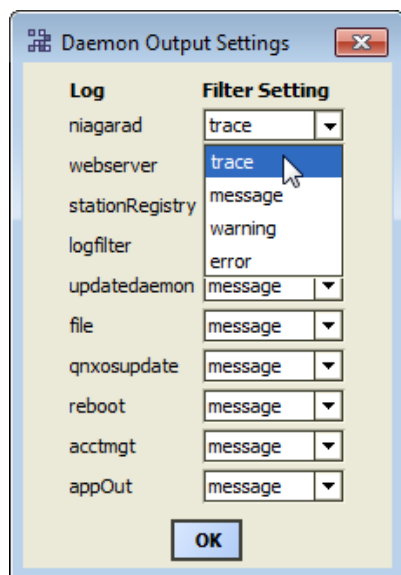 Daemon Output Settings
Log Filter Setting
niagarad trace
webserver trace
stationRegistry message
logfilter warning
error
updatedaemon message
file message
qnxosupdate message
reboot message
acctmgt message
appOut message
OK